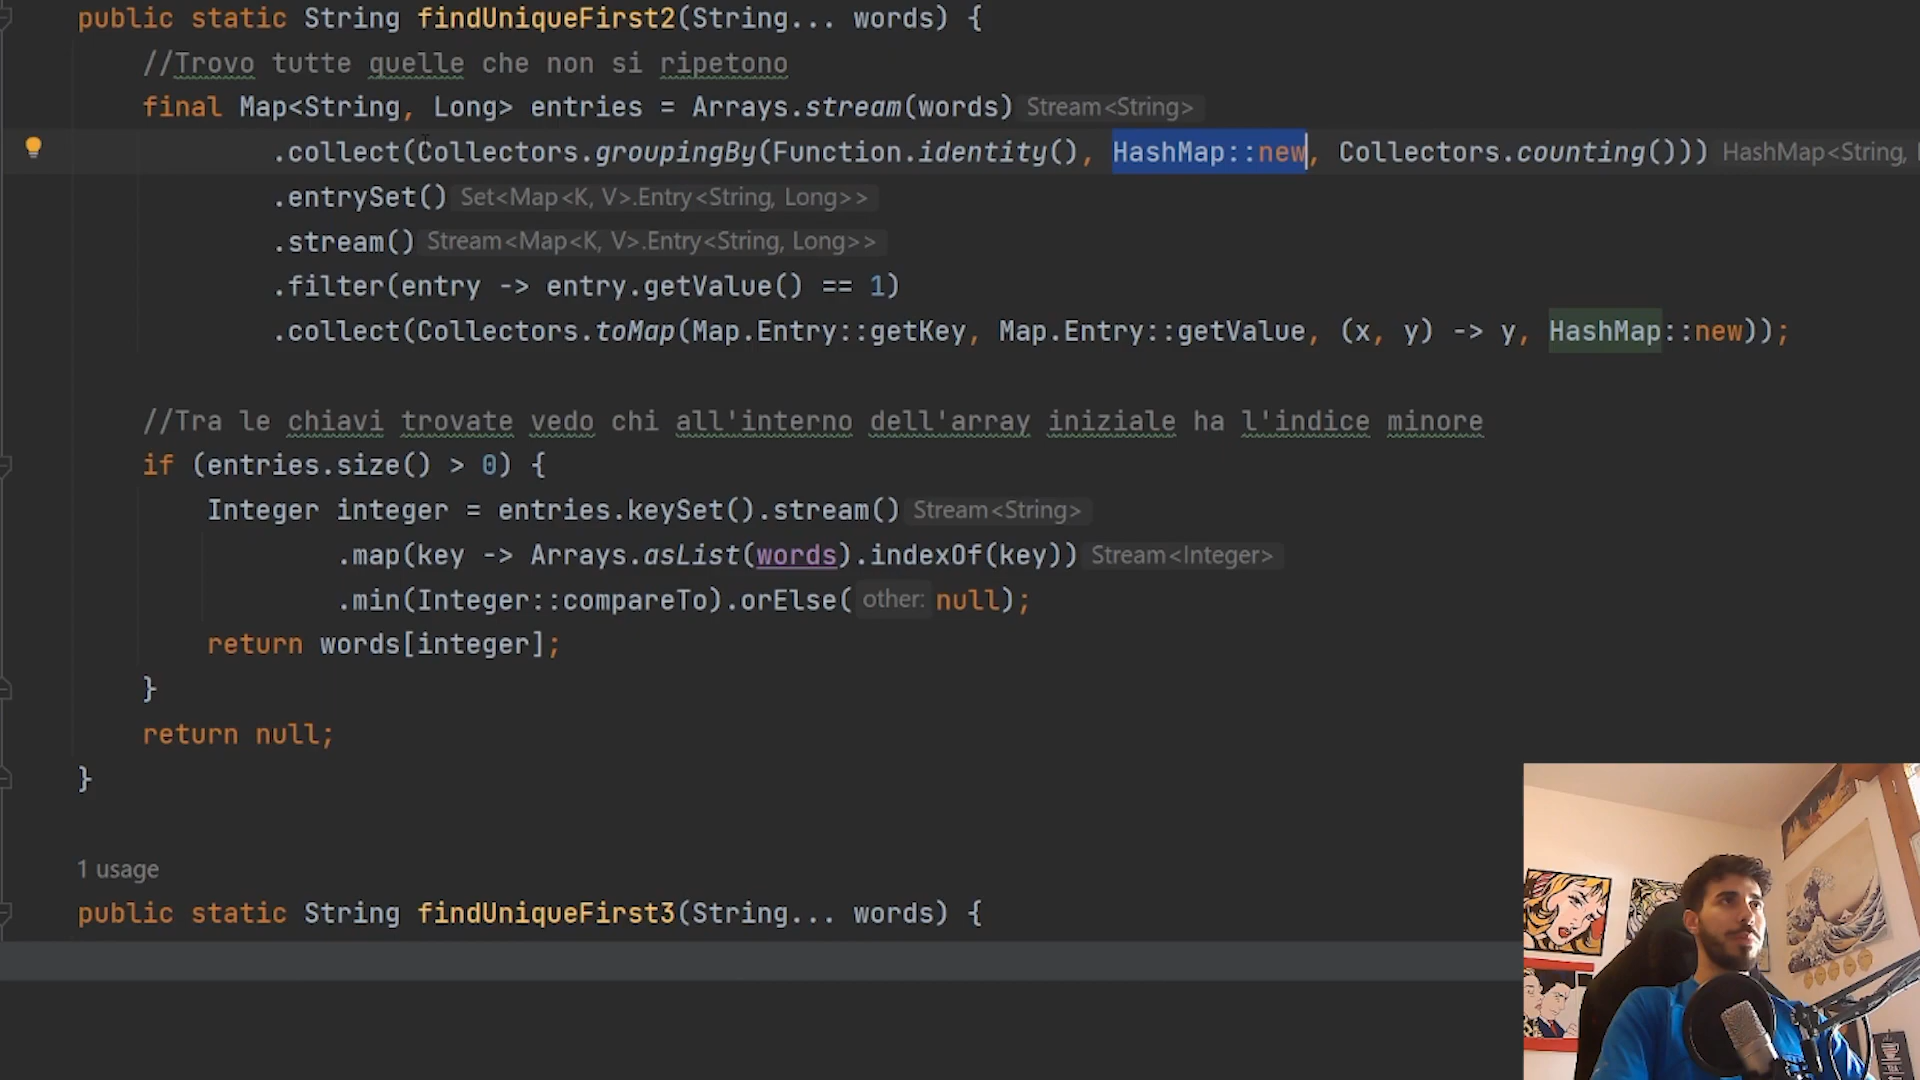 public static String findUniqueFirst2(String... words) {
//Trovo tutte quelle che non si ripetono
final Map<String, Long> entries = Arrays.stream(words) Stream<String>
.collect(Collectors.groupingBy(Function.identity(), HashMap::new, Collectors.counting())) HashMap<String,
.entrySet() Set<Map<K, V>.Entry<String, Long>>
.stream() Stream<Map<K, V>.Entry<String, Long>>
.filter(entry -> entry.getValue() == 1)
.collect(Collectors.toMap(Map.Entry::getKey, Map.Entry::getValue, (x, y) -> y, HashMap::new));
//Tra le chiavi trovate vedo chi all'interno dell'array iniziale ha l'indice minore
if (entries.size() > 0) {
Integer integer = entries.keySet().stream() Stream<String>
.map(key -> Arrays.asList(words).indexOf(key)) Stream<Integer>
.min(Integer::compareTo).orElse( other: null);
return words[integer];
}
return null;
}
1 usage
public static String findUniqueFirst3(String... words) {